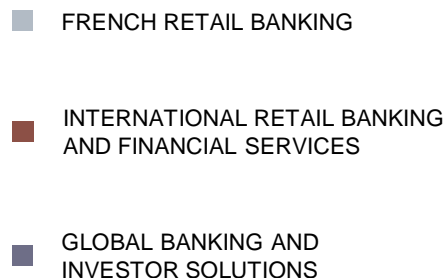 FRENCH RETAIL BANKING
INTERNATIONAL RETAIL BANKING
AND FINANCIAL SERVICES
GLOBAL BANKING AND
INVESTOR SOLUTIONS